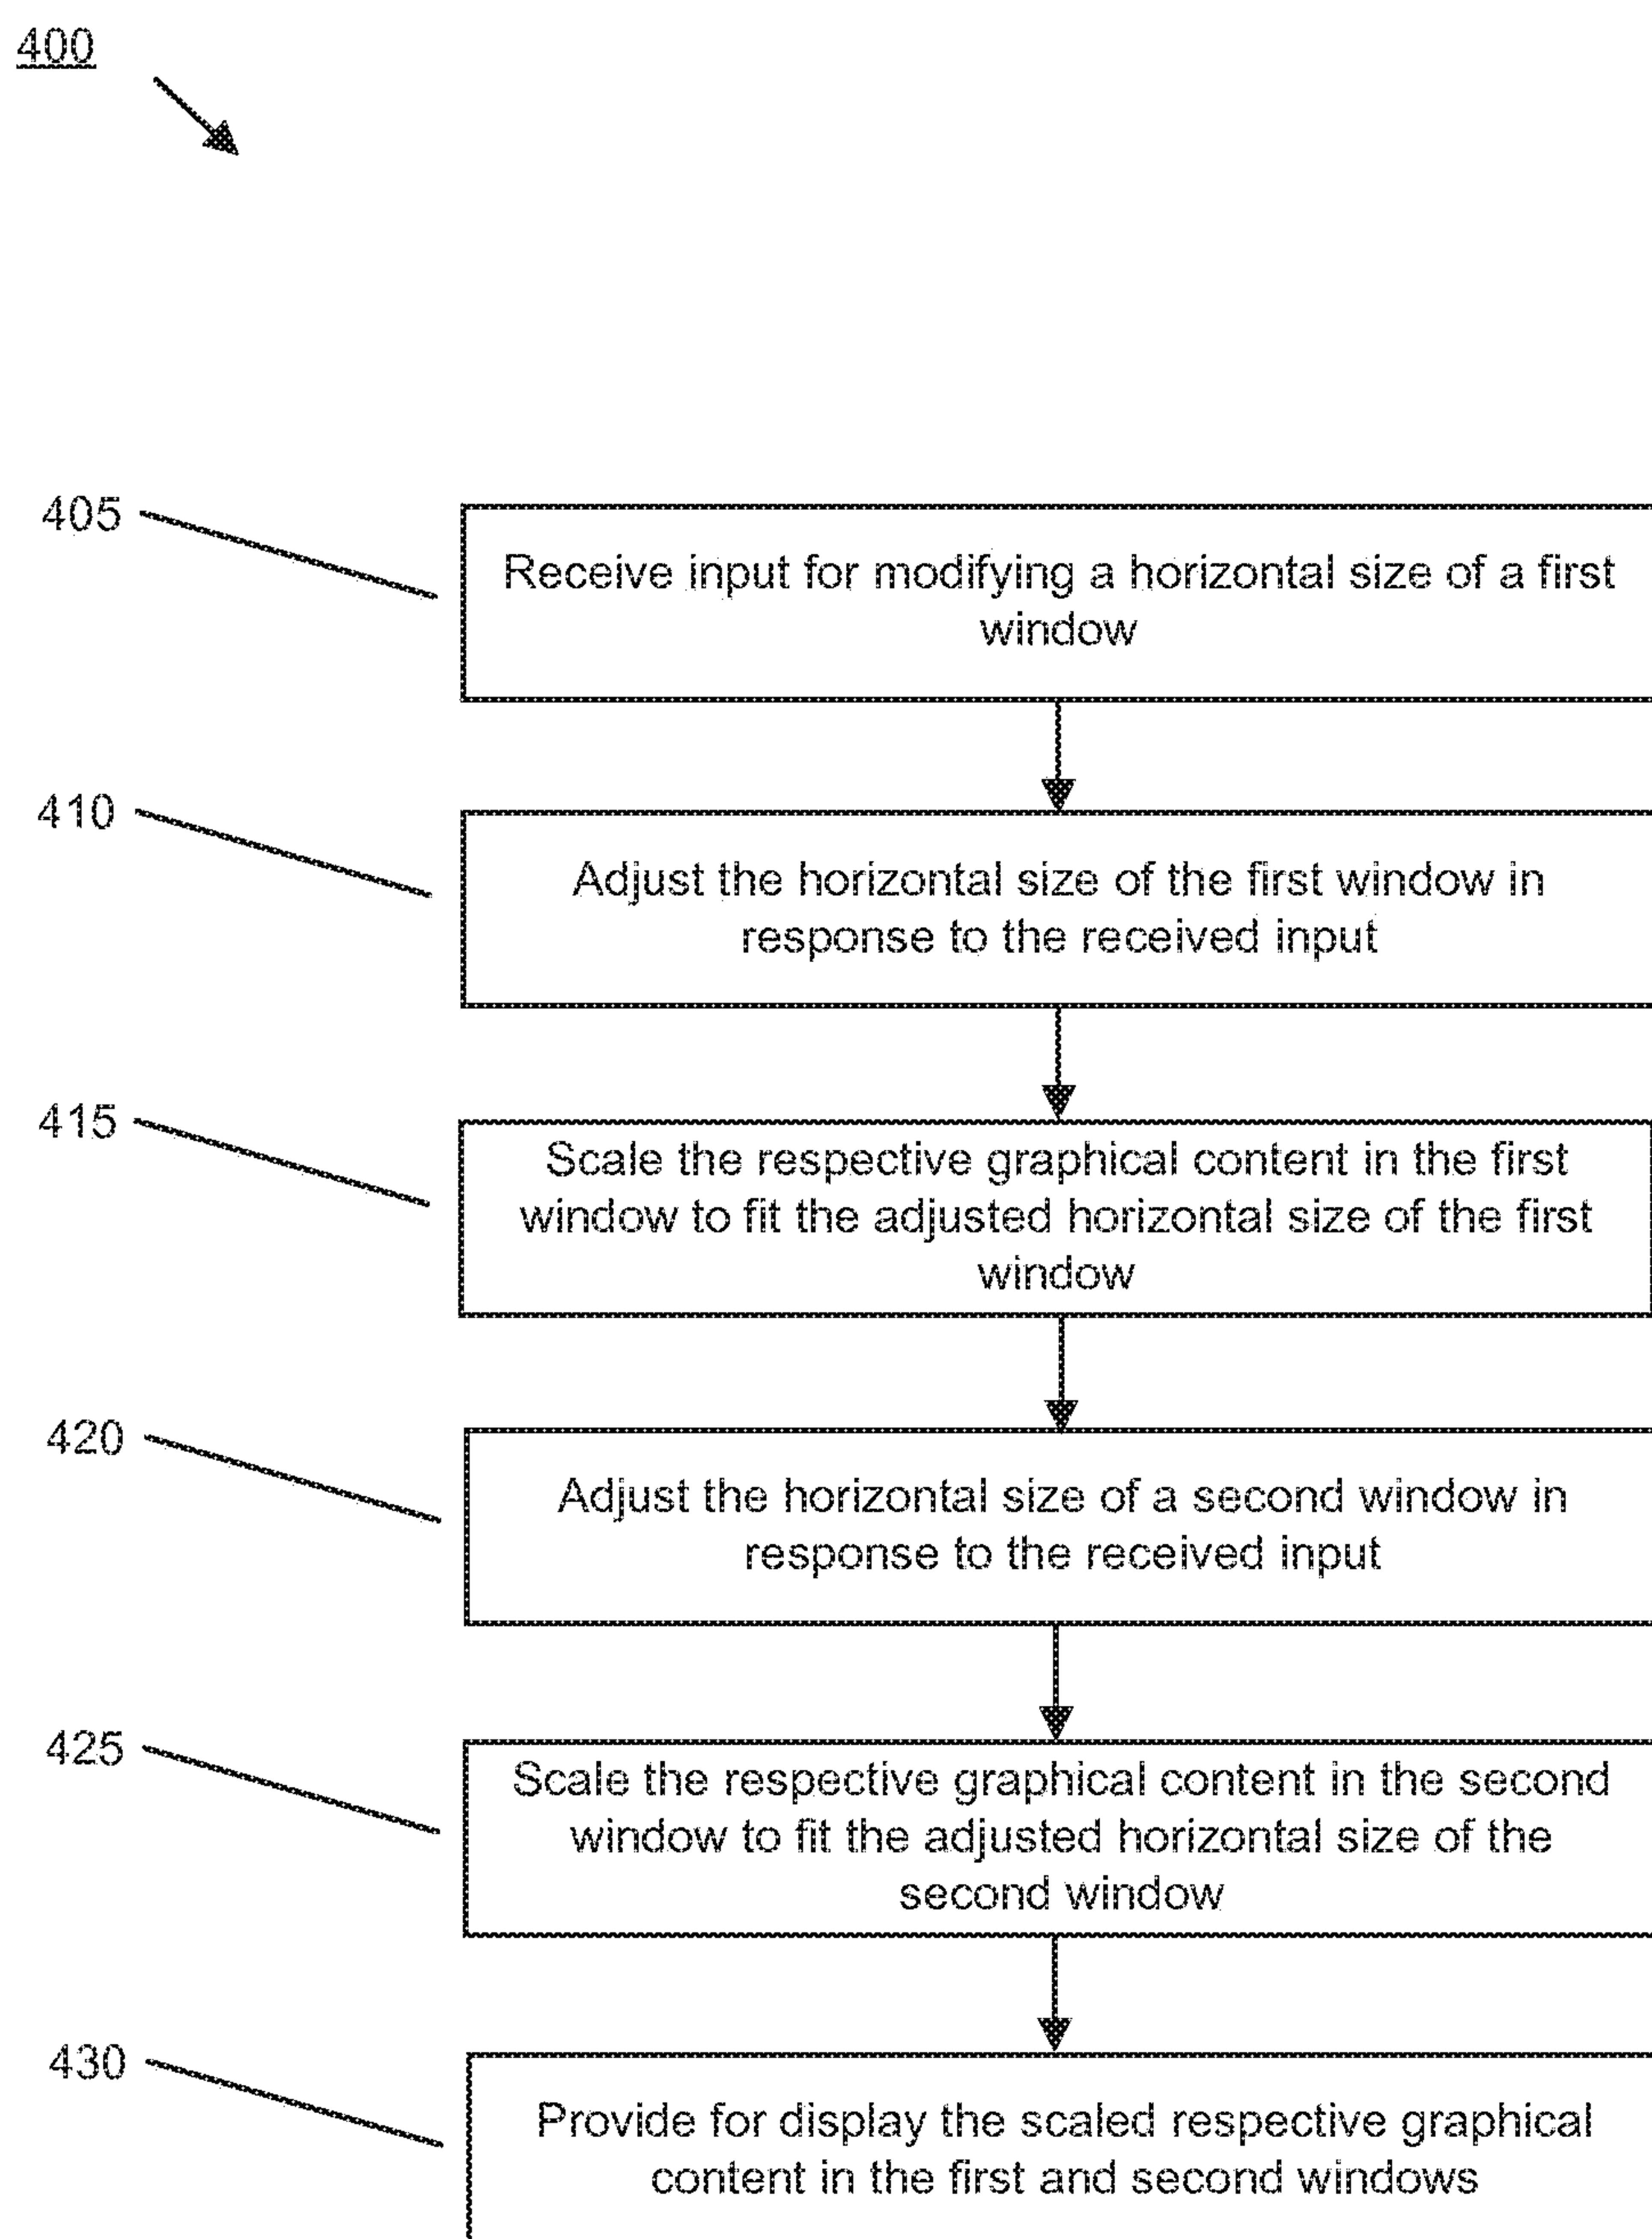 400
405
Receive input for modifying a horizontal size of a first
window
410
Adjust the horizontal size of the first window in
response to the received input
415
Scale the respective graphical content in the first
window to fit the adjusted horizontal size of the first
window
420
Adjust the horizontal size of a second window in
response to the received input
425
Scale the respective graphical content in the second
window to fit the adjusted horizontal size of the
second window
430
Provide for display the scaled respective graphical
content in the first and second windows